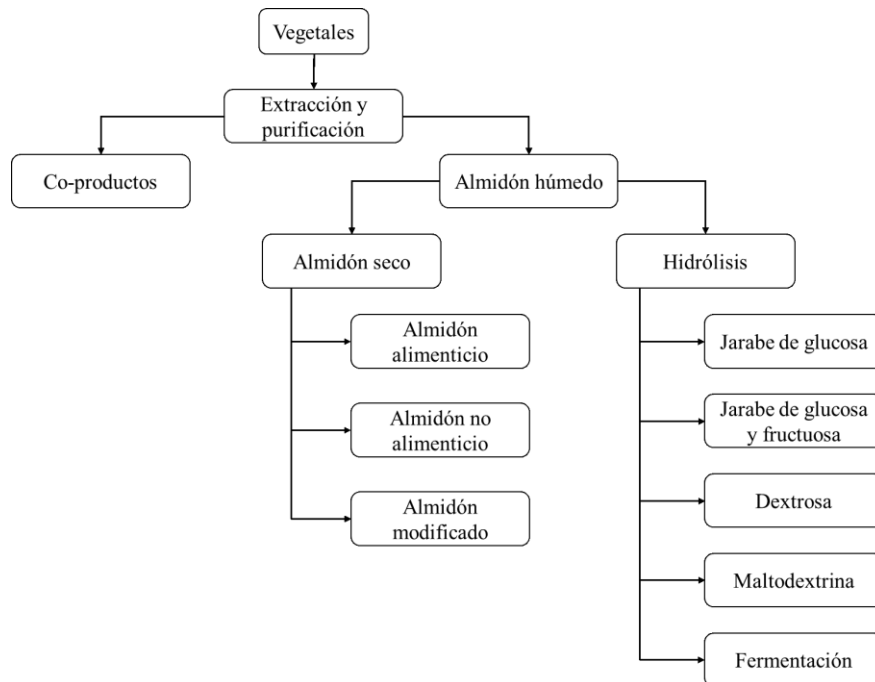 Vegetales
Extracción y
purificación
Co-productos
Almidón húmedo
Almidón seco
Hidrólisis
Almidón
alimenticio
Almidón no
alimenticio
Almidón
modificado
Jarabe de glucosa
Jarabe de glucosa
y fructuosa
Dextrosa
Maltodextrina
Fermentación